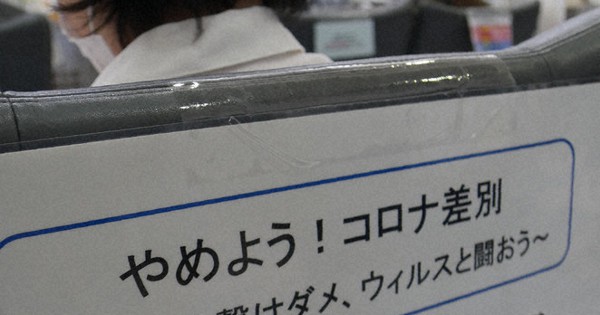 やめよう！コロナ差別
撃はダメ、ウィルスと闘おう～